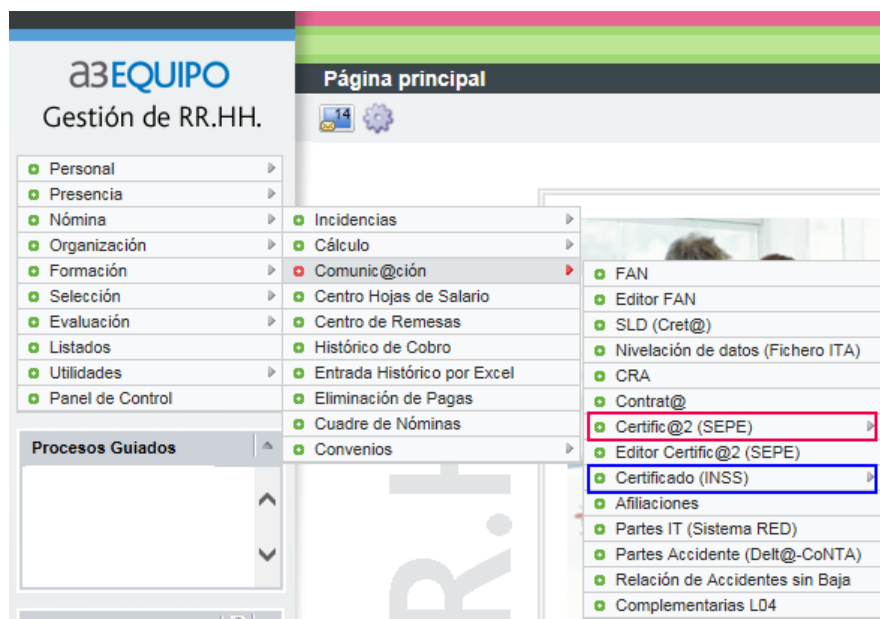 a3EQUIPO
Gestión de RR.HH.
Página principal
14
Personal
Presencia
Nómina
Organización
Formación
Selección
Evaluación
Listados
Utilidades
Panel de Control
Procesos Guiados
Incidencias
Cálculo
Comunic@ción
Centro Hojas de Salario
Centro de Remesas
Histórico de Cobro
Entrada Histórico por Excel
Eliminación de Pagas
Cuadre de Nóminas
Convenios
FAN
Editor FAN
SLD (Cret@)
Nivelación de datos (Fichero ITA)
CRA
Contrat@
Certific@2 (SEPE)
Editor Certific@2 (SEPE)
Certificado (INSS)
Afiliaciones
Partes IT (Sistema RED)
Partes Accidente (Delt@-CoNTA)
Relación de Accidentes sin Baja
Complementarias L04
R.H